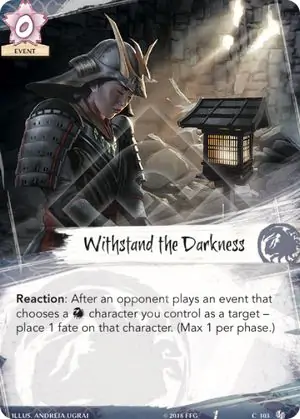 0
EVENT
Withstand the Darkness
Reaction: After an opponent plays an event that
chooses a character you control as a target –
place 1 fate on that character. (Max 1 per phase.)
ILLUS. ANDREIA UGRAI
© 2018 FFG
C 103